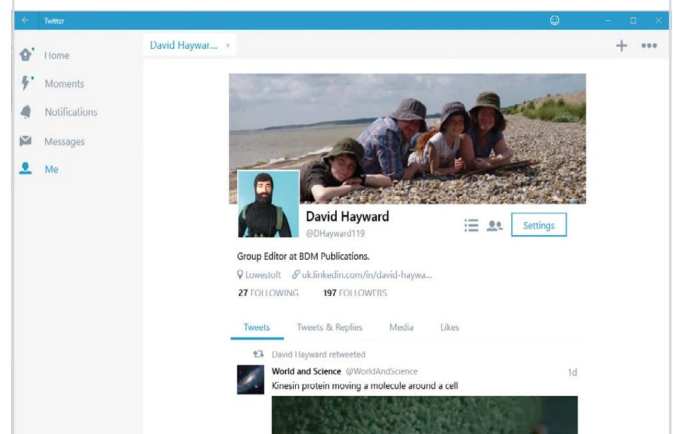 Twitter
Home
Moments
Notifications
Messages
Me
David Haywar... ×
David Hayward
@DHayward119
Settings
Group Editor at BDM Publications.
Lowestoft uk.linkedin.com/in/david-haywa...
27 FOLLOWING 197 FOLLOWERS
Tweets Tweets & Replies Media Likes
David Hayward retweeted
World and Science @WorldAndScience 1d
Kinesin protein moving a molecule around a cell